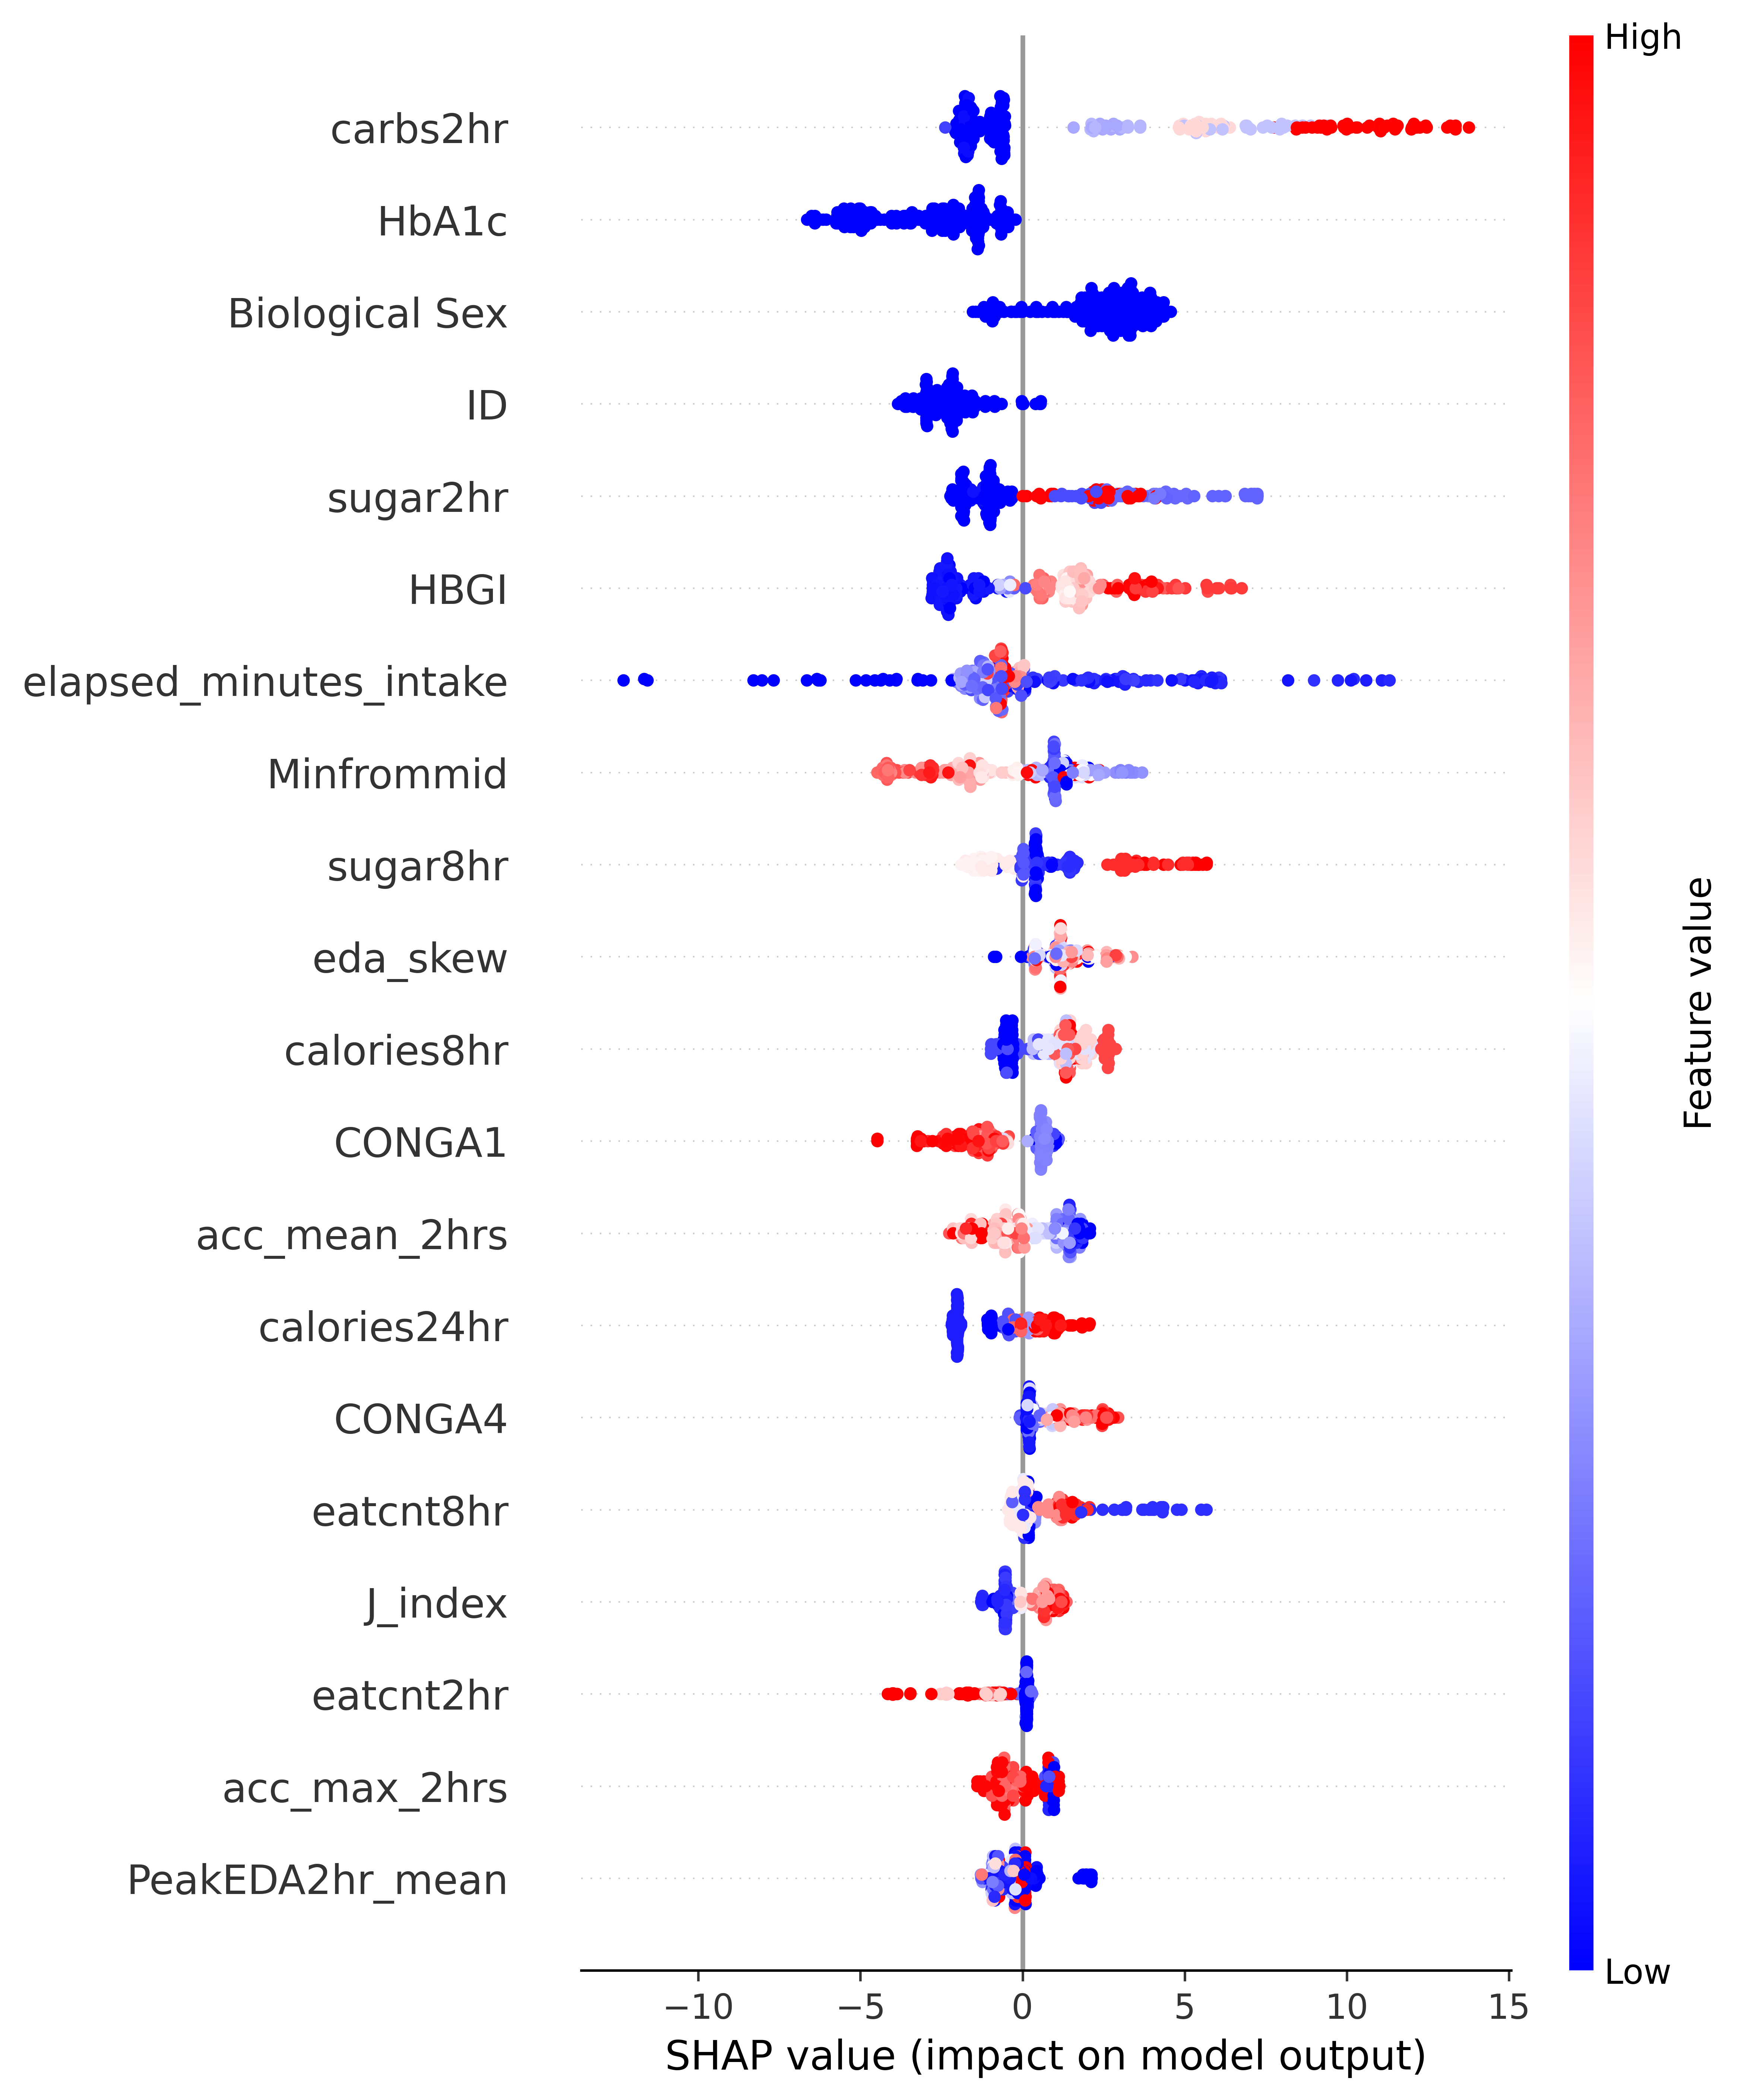 High
carbs2hr
HbA1c
Biological Sex
ID
sugar2hr
HBGI
elapsed_minutes_intake
Minfrommid
sugar8hr
eda_skew
calories8hr
CONGA1
acc_mean_2hrs
calories24hr
CONGA4
eatcnt8hr
J_index
eatcnt2hr
acc_max_2hrs
PeakEDA2hr_mean
Feature value
Low
−10 −5 0 5 10 15
SHAP value (impact on model output)